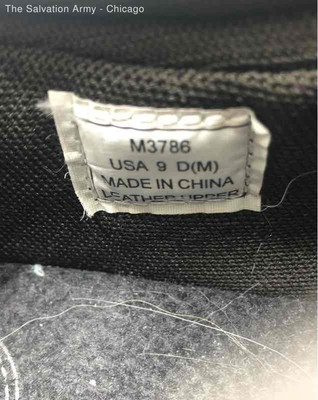 The Salvation Army - Chicago
M3786
USA 9 D(M)
MADE IN CHINA
LEATHER UPPER